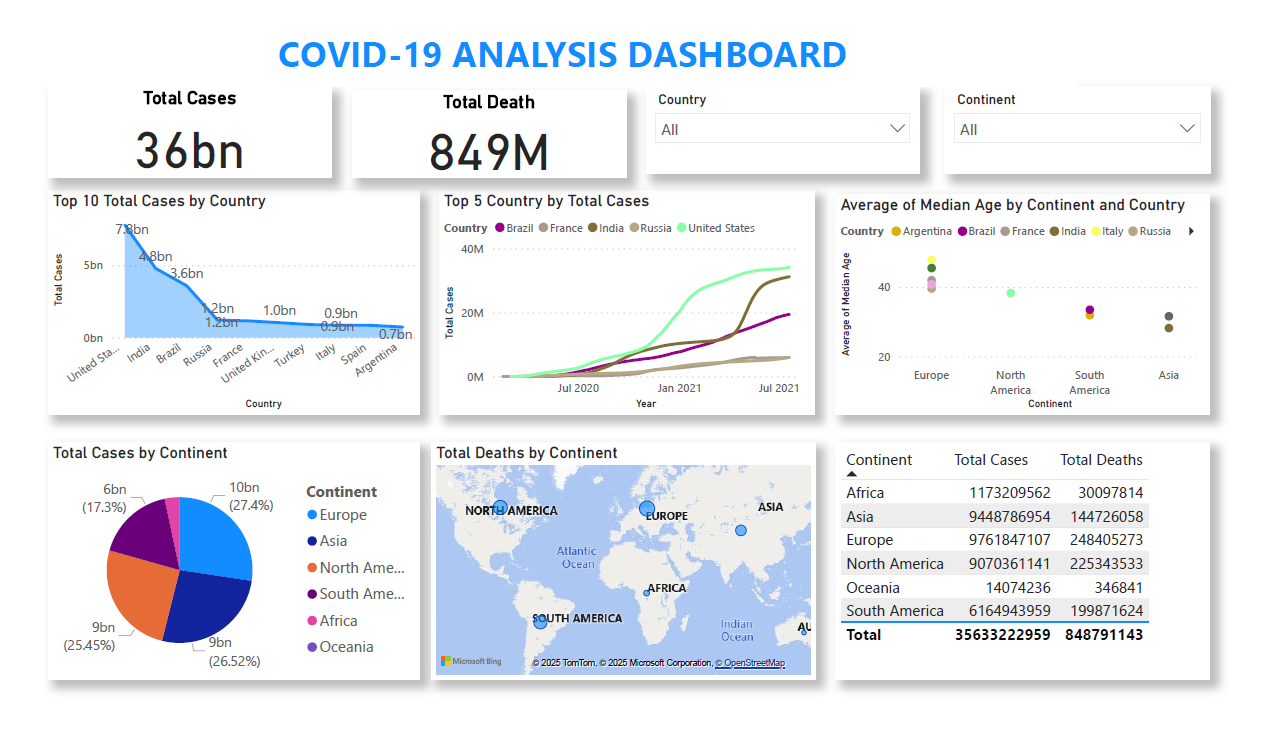 COVID-19 ANALYSIS DASHBOARD
Total Cases
36bn
Total Death
849M
Country
All
Continent
All
Top 10 Total Cases by Country
Total Cases
5bn
0bn
7.8bn
4.8bn
3.6bn
1.2bn
1.2bn
1.0bn
0.9bn
0.9bn
0.7bn
United Sta...
India
Brazil
Russia
France
United Kin...
Turkey
Italy
Spain
Argentina
Country
Top 5 Country by Total Cases
Country Brazil France India Russia United States
Total Cases
40M
20M
0M
Jul 2020 Jan 2021 Jul 2021
Year
Average of Median Age by Continent and Country
Country Argentina Brazil France India Italy Russia
Average of Median Age
40
20
Europe
North
America
South
America
Asia
Continent
Total Cases by Continent
10bn
(27.4%)
9bn
(26.52%)
9bn
(25.45%)
6bn
(17.3%)
Continent
Europe
Asia
North Ame...
South Ame...
Africa
Oceania
Total Deaths by Continent
NORTH AMERICA
EUROPE
ASIA
Atlantic
Ocean
AFRICA
SOUTH AMERICA
Indian
Ocean
AU
Microsoft Bing
© 2025 TomTom, © 2025 Microsoft Corporation, © OpenStreetMap
Continent Total Cases Total Deaths
Africa 1173209562 30097814
Asia 9448786954 144726058
Europe 9761847107 248405273
North America 9070361141 225343533
Oceania 14074236 346841
South America 6164943959 199871624
Total 35633222959 848791143